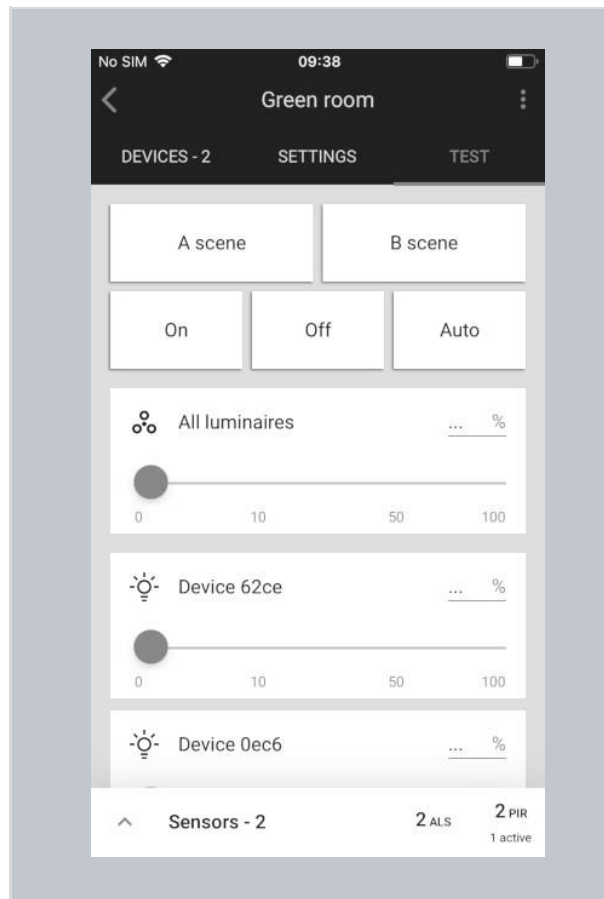 No SIM 09:38
Green room
DEVICES - 2 SETTINGS TEST
A scene B scene
On Off Auto
All luminaires ... %
0 10 50 100
Device 62ce ... %
0 10 50 100
Device 0ec6 ... %
Sensors - 2 2 ALS 2 PIR
1 active